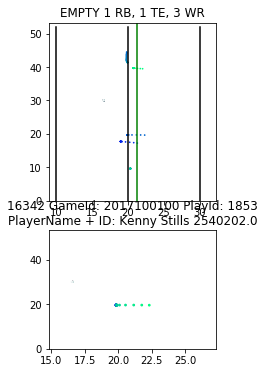 EMPTY 1 RB, 1 TE, 3 WR
50
40
30
20
10
0
10 15 20 25 30
16342 GameId: 2017100100 PlayId: 1853
PlayerName + ID: Kenny Stills 2540202.0
40
20
0
15.0 17.5 20.0 22.5 25.0